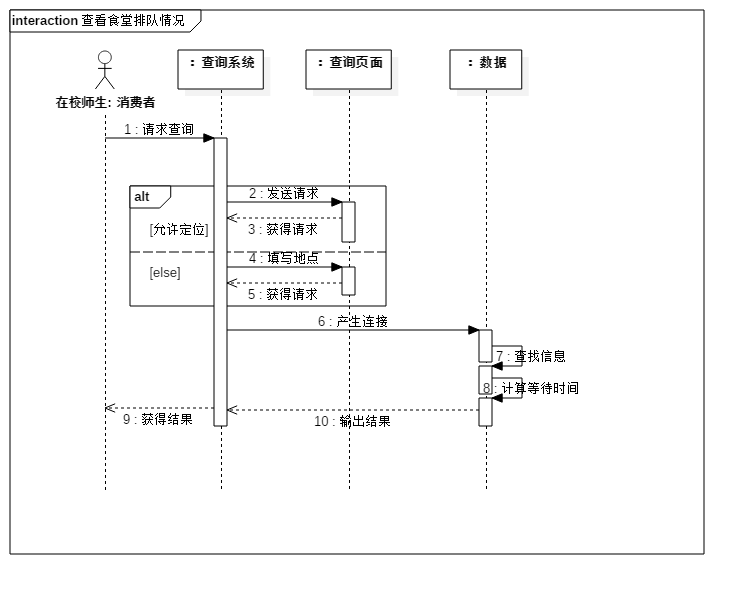 interaction 查看食堂排队情况
: 查询系统
: 查询页面
: 数据
在校师生: 消费者
1 : 请求查询
alt
2 : 发送请求
[允许定位]
3 : 获得请求
4 : 填写地点
[else]
5 : 获得请求
6 : 产生连接
7 : 查找信息
8 : 计算等待时间
9 : 获得结果
10 : 输出结果